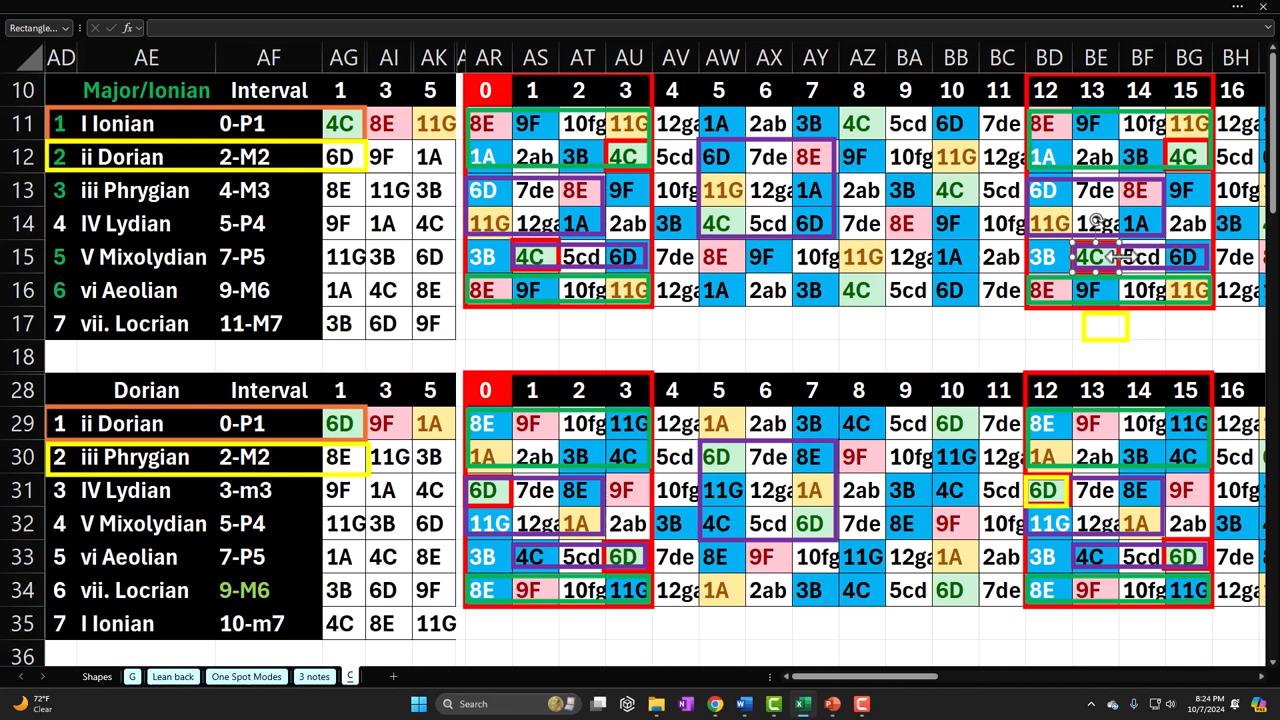 Rectangle...
fx
AD AE AF AG AI AK A AR AS AT AU AV AW AX AY AZ BA BB BC BD BE BF BG BH
10 Major/Ionian Interval 1 3 5 0 1 2 3 4 5 6 7 8 9 10 11 12 13 14 15 16
11 1 I Ionian 0-P1 4C 8E 11G 8E 9F 10fg 11G 12ga 1A 2ab 3B 4C 5cd 6D 7de 8E 9F 10fg 11G 12ga
12 2 ii Dorian 2-M2 6D 9F 1A 1A 2ab 3B 4C 5cd 6D 7de 8E 9F 10fg 11G 12ga 1A 2ab 3B 4C 5cd
13 3 iii Phrygian 4-M3 8E 11G 3B 6D 7de 8E 9F 10fg 11G 12ga 1A 2ab 3B 4C 5cd 6D 7de 8E 9F 10fg
14 4 IV Lydian 5-P4 9F 1A 4C 11G 12ga 1A 2ab 3B 4C 5cd 6D 7de 8E 9F 10fg 11G 12ga 1A 2ab 3B
15 5 V Mixolydian 7-P5 11G 3B 6D 3B 4C 5cd 6D 7de 8E 9F 10fg 11G 12ga 1A 2ab 3B 4C 5cd 6D 7de
16 6 vi Aeolian 9-M6 1A 4C 8E 8E 9F 10fg 11G 12ga 1A 2ab 3B 4C 5cd 6D 7de 8E 9F 10fg 11G 12ga
17 7 vii. Locrian 11-M7 3B 6D 9F
18
28 Dorian Interval 1 3 5 0 1 2 3 4 5 6 7 8 9 10 11 12 13 14 15 16
29 1 ii Dorian 0-P1 6D 9F 1A 8E 9F 10fg 11G 12ga 1A 2ab 3B 4C 5cd 6D 7de 8E 9F 10fg 11G 12ga
30 2 iii Phrygian 2-M2 8E 11G 3B 1A 2ab 3B 4C 5cd 6D 7de 8E 9F 10fg 11G 12ga 1A 2ab 3B 4C 5cd
31 3 IV Lydian 3-m3 9F 1A 4C 6D 7de 8E 9F 10fg 11G 12ga 1A 2ab 3B 4C 5cd 6D 7de 8E 9F 10fg
32 4 V Mixolydian 5-P4 11G 3B 6D 11G 12ga 1A 2ab 3B 4C 5cd 6D 7de 8E 9F 10fg 11G 12ga 1A 2ab 3B
33 5 vi Aeolian 7-P5 1A 4C 8E 3B 4C 5cd 6D 7de 8E 9F 10fg 11G 12ga 1A 2ab 3B 4C 5cd 6D 7de
34 6 vii. Locrian 9-M6 3B 6D 9F 8E 9F 10fg 11G 12ga 1A 2ab 3B 4C 5cd 6D 7de 8E 9F 10fg 11G 12ga
35 7 I Ionian 10-m7 4C 8E 11G
36
Shapes G Lean back One Spot Modes 3 notes C
72°F
Clear
Search
8:24 PM
10/7/2024